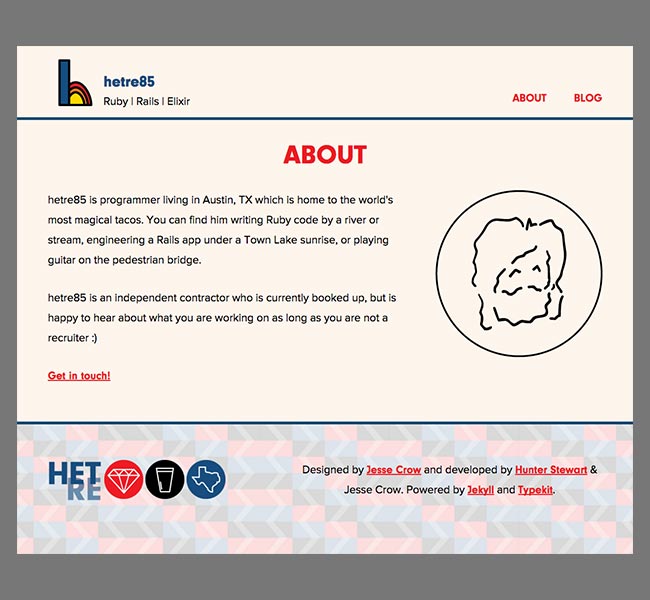 hetre85
Ruby | Rails | Elixir
ABOUT
BLOG
ABOUT
hetre85 is programmer living in Austin, TX which is home to the world's
most magical tacos. You can find him writing Ruby code by a river or
stream, engineering a Rails app under a Town Lake sunrise, or playing
guitar on the pedestrian bridge.
hetre85 is an independent contractor who is currently booked up, but is
happy to hear about what you are working on as long as you are not a
recruiter :)
Get in touch!
HET
RE
Designed by Jesse Crow and developed by Hunter Stewart &
Jesse Crow. Powered by Jekyll and Typekit.